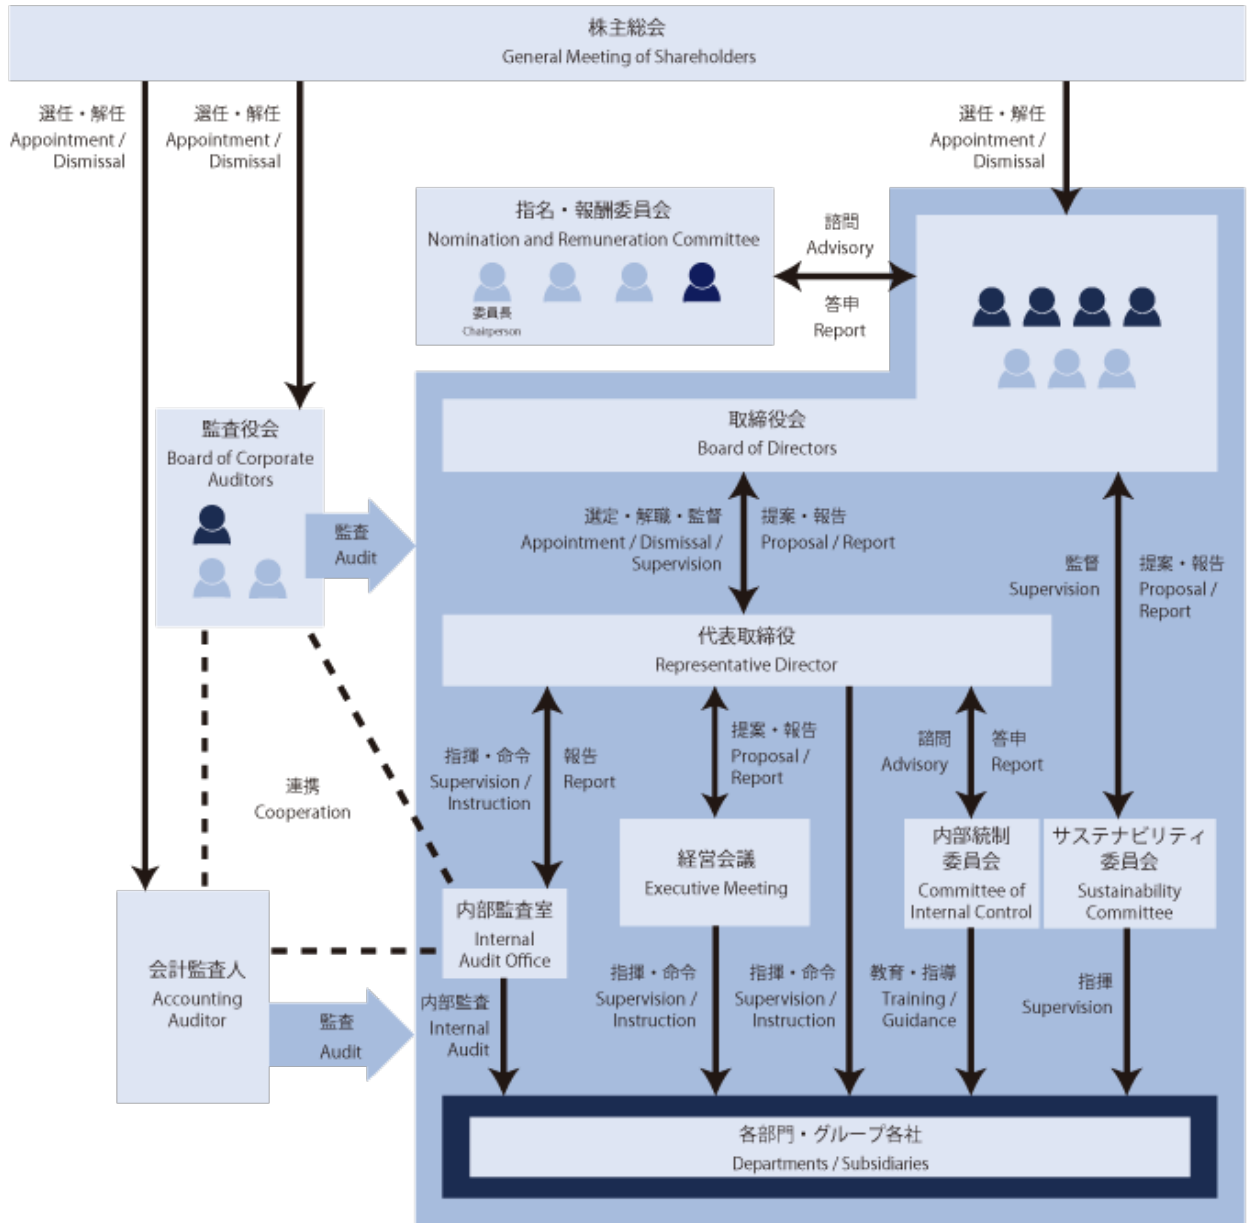 株主総会
General Meeting of Shareholders
選任・解任
Appointment /
Dismissal
選任・解任
Appointment /
Dismissal
選任・解任
Appointment /
Dismissal
指名・報酬委員会
Nomination and Remuneration Committee
委員長
Chairperson
諮問
Advisory
答申
Report
取締役会
Board of Directors
監査役会
Board of Corporate
Auditors
監査
Audit
選定・解職・監督
Appointment / Dismissal /
Supervision
提案・報告
Proposal / Report
監督
Supervision
提案・報告
Proposal /
Report
代表取締役
Representative Director
連携
Cooperation
指揮・命令
Supervision /
Instruction
報告
Report
提案・報告
Proposal /
Report
諮問
Advisory
答申
Report
経営会議
Executive Meeting
内部統制
委員会
Committee of
Internal Control
サステナビリティ
委員会
Sustainability
Committee
内部監査室
Internal
Audit Office
会計監査人
Accounting
Auditor
監査
Audit
内部監査
Internal
Audit
指揮・命令
Supervision /
Instruction
指揮・命令
Supervision /
Instruction
教育・指導
Training /
Guidance
指揮
Supervision
各部門・グループ各社
Departments / Subsidiaries